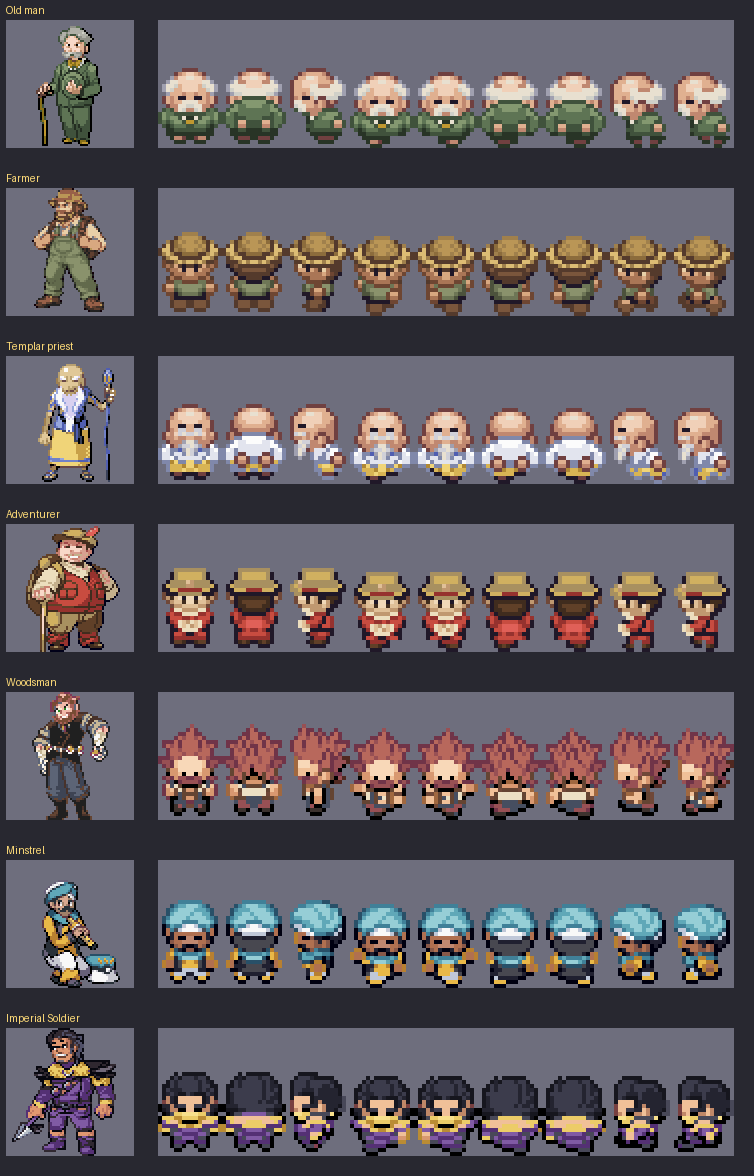 Old man
Farmer
Templar priest
Adventurer
Woodsman
Minstrel
Imperial Soldier